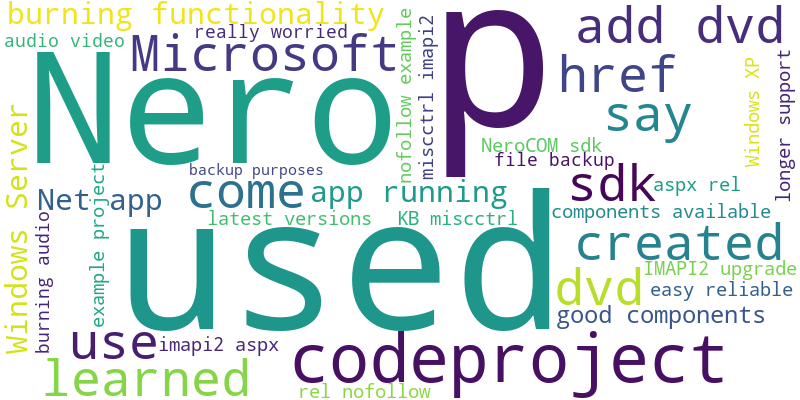 burning functionality
audio video
really worried
Microsoft
Nero
nofollow example
miscctrl imapi2
p
add dvd
href
say
Windows XP
longer support
NeroCOM sdk
file backup
Windows Server
backup purposes
Net app
come
app running
sdk
aspx rel
latest versions
KB miscctrl
components available
example project
burning audio
used
created
IMAPI2 upgrade
dvd
easy reliable
good components
use
imapi2 aspx
codeproject
learned
rel nofollow